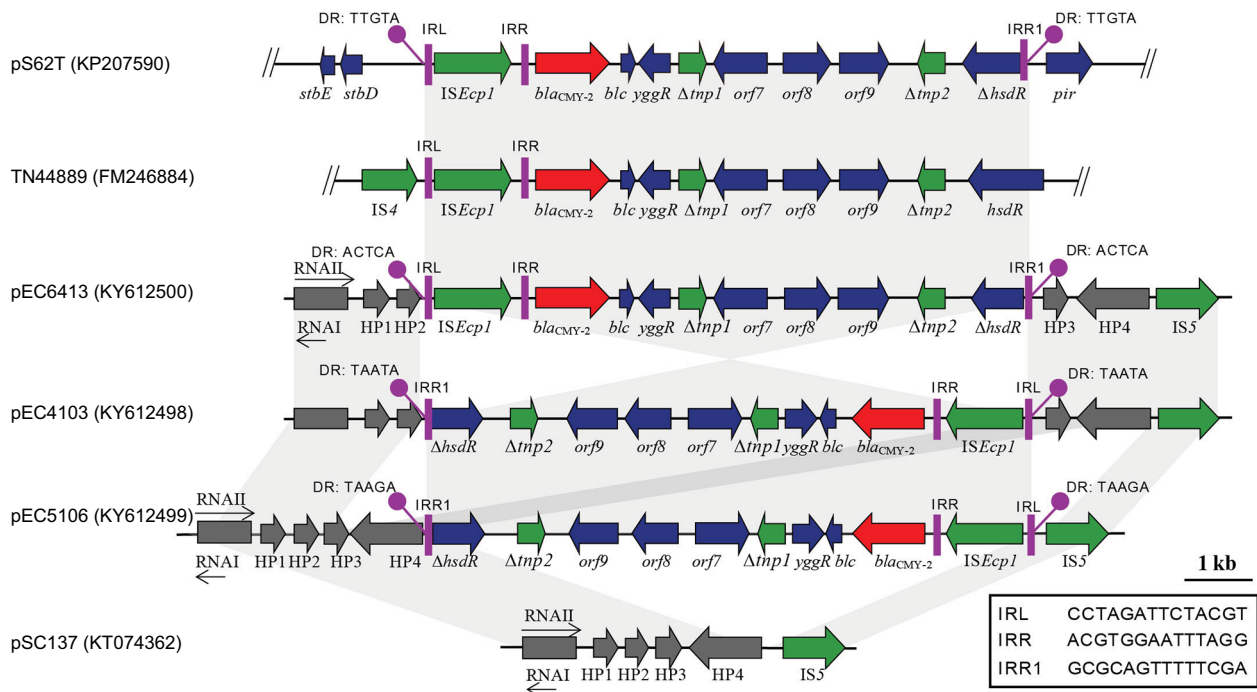 DR: TTGTA IRL IRR IRR1 DR: TTGTA
pS62T (KP207590)
stbE stbD ISEcp1 blaCMY-2 blc yggR Δtnp1 orf7 orf8 orf9 Δtnp2 ΔhsdR pir
IRL IRR
TN44889 (FM246884)
IS4 ISEcp1 blaCMY-2 blc yggR Δtnp1 orf7 orf8 orf9 Δtnp2 hsdR
DR: ACTCA IRL IRR IRR1 DR: ACTCA
RNAII
pEC6413 (KY612500)
RNAI HP1 HP2 ISEcp1 blaCMY-2 blc yggR Δtnp1 orf7 orf8 orf9 Δtnp2 ΔhsdR HP3 HP4 IS5
DR: TAATA IRR1 IRR IRL DR: TAATA
pEC4103 (KY612498)
ΔhsdR Δtnp2 orf9 orf8 orf7 Δtnp1 yggR blc blaCMY-2 ISEcp1
DR: TAAGA IRR1 IRR IRL DR: TAAGA
RNAII
pEC5106 (KY612499)
RNAI HP1 HP2 HP3 HP4 ΔhsdR Δtnp2 orf9 orf8 orf7 Δtnp1 yggR blc blaCMY-2 ISEcp1 IS5
1 kb
RNAII
pSC137 (KT074362)
RNAI HP1 HP2 HP3 HP4 IS5
IRL CCTAGATTCTACGT
IRR ACGTGGAATTTAGG
IRR1 GCGCAGTTTTTCGA